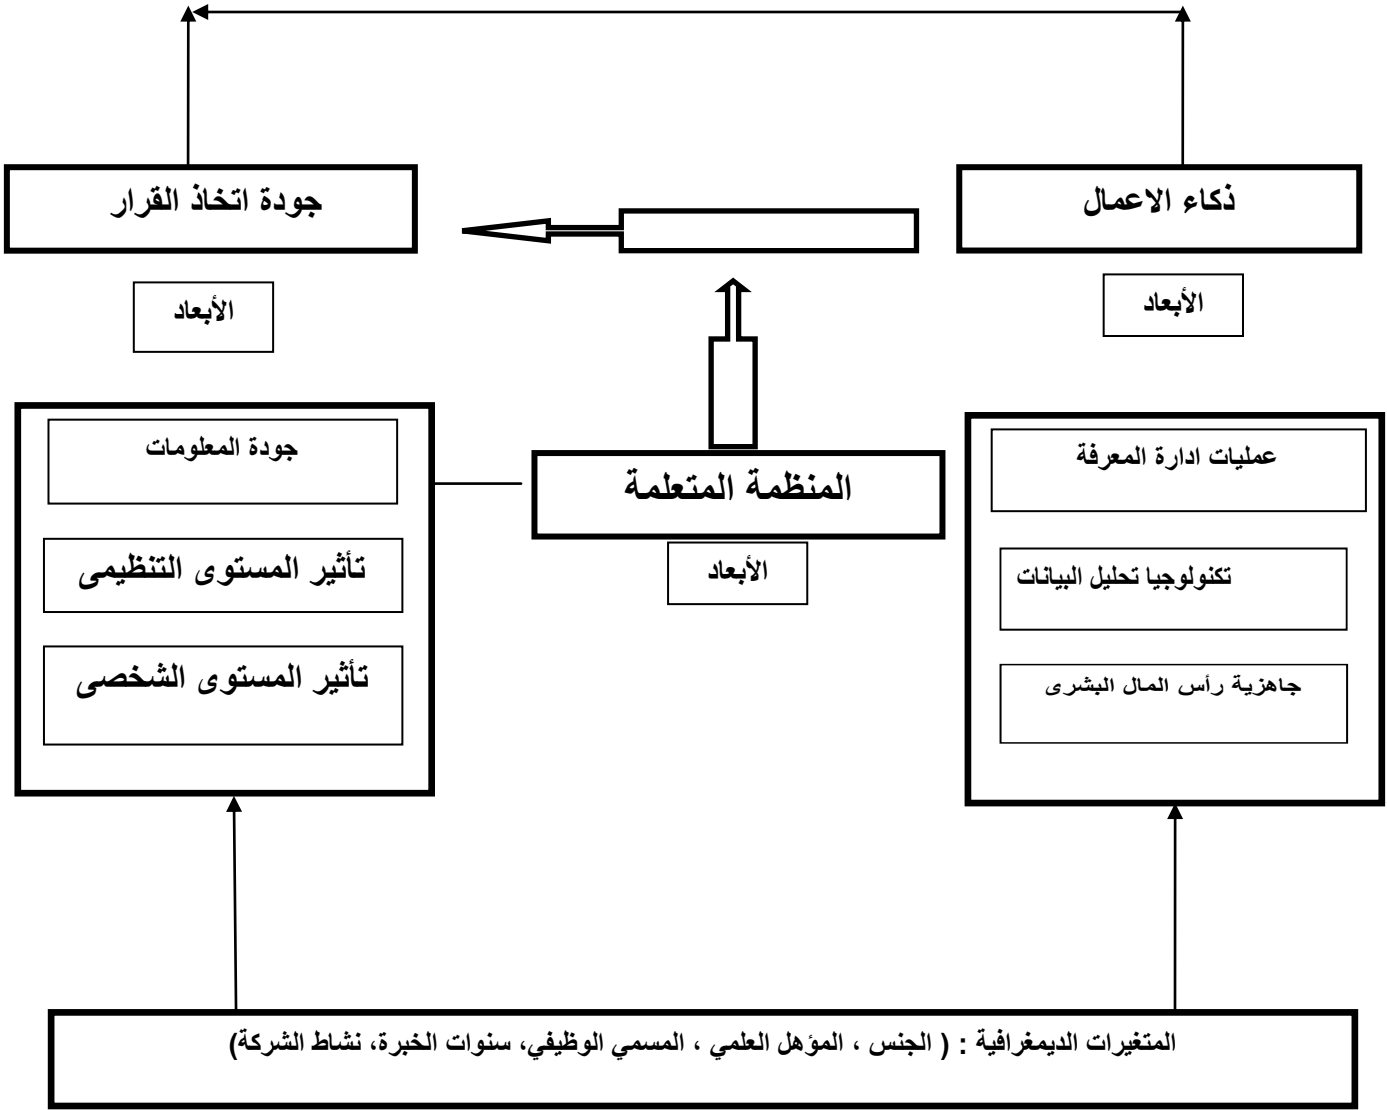 ذكاء الاعمال
جودة اتخاذ القرار
الأبعاد
الأبعاد
عمليات ادارة المعرفة
تكنولوجيا تحليل البيانات
جاهزية رأس المال البشرى
المنظمة المتعلمة
الأبعاد
جودة المعلومات
تأثير المستوى التنظيمى
تأثير المستوى الشخصى
المتغيرات الديمغرافية : ( الجنس ، المؤهل العلمي ، المسمي الوظيفي، سنوات الخبرة، نشاط الشركة)